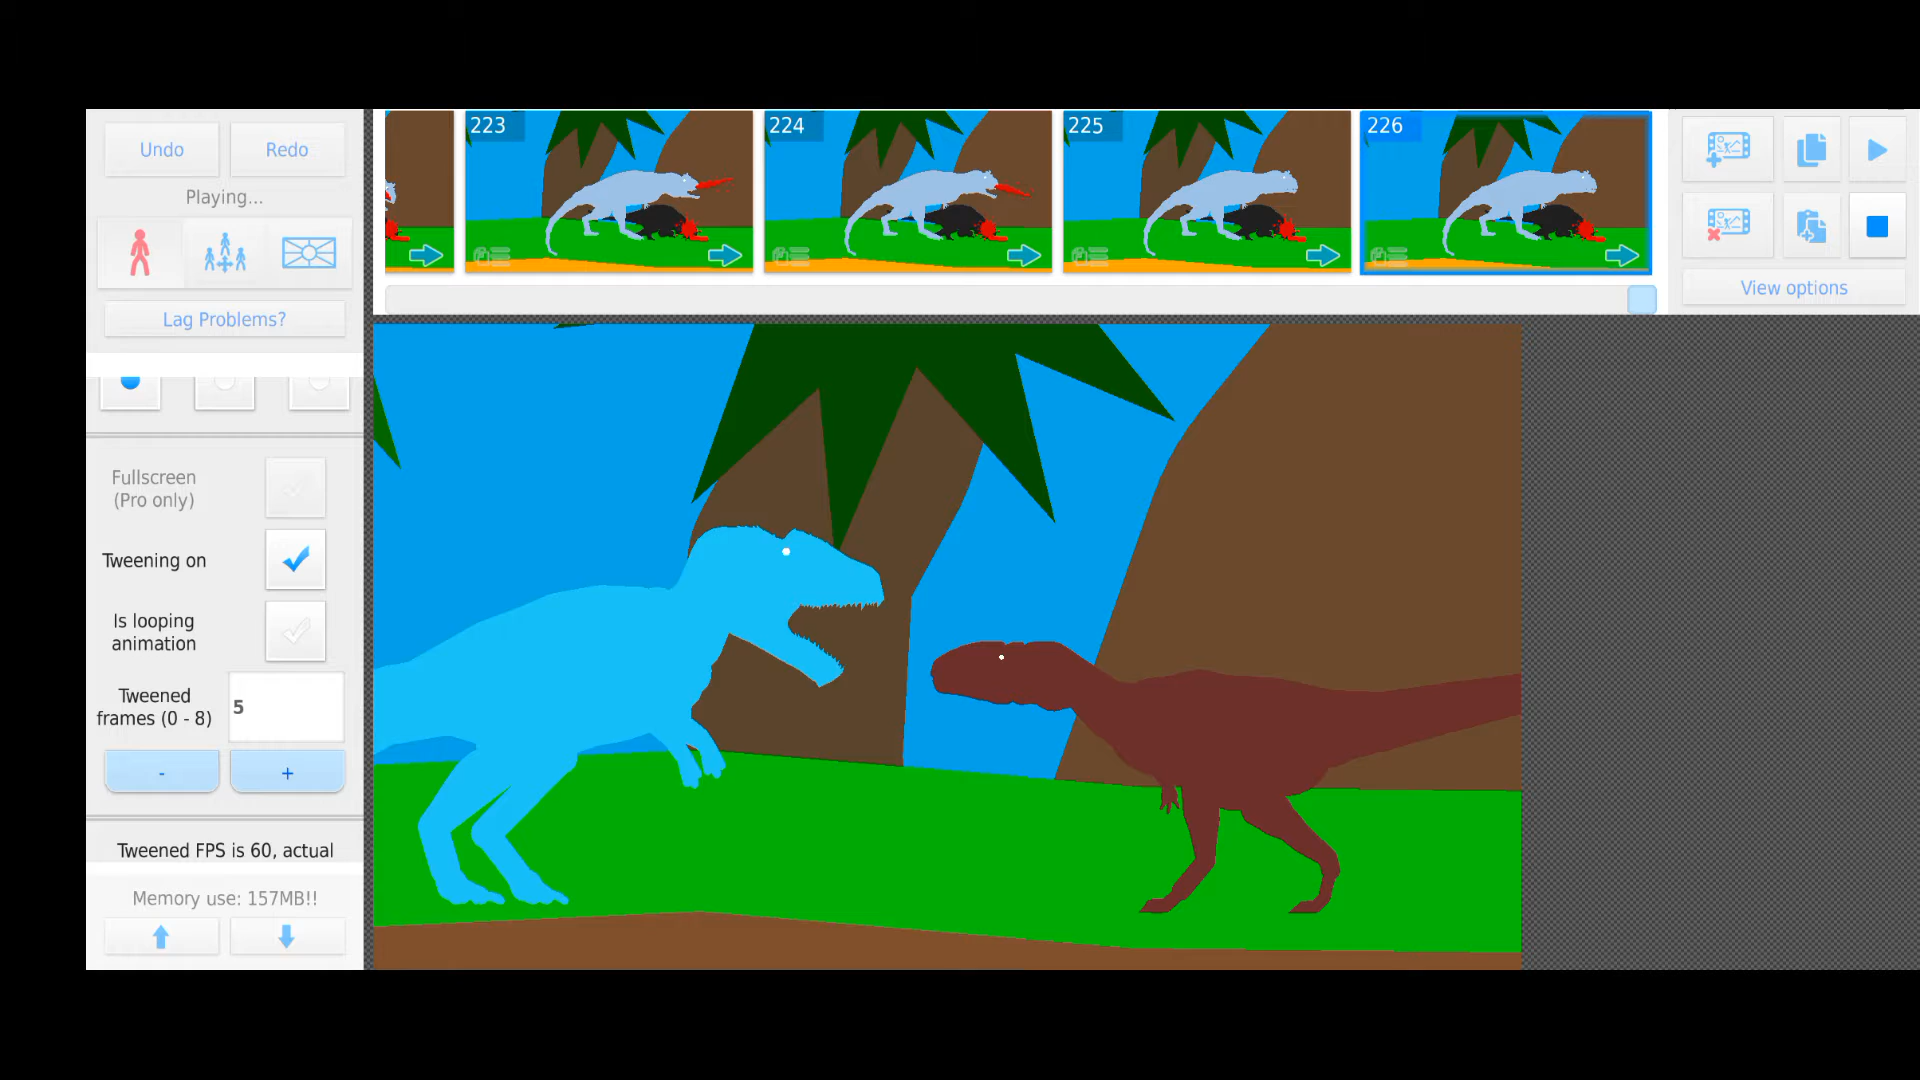 Undo
Redo
Playing...
Lag Problems?
223
224
225
226
View options
Fullscreen
(Pro only)
Tweening on
Is looping
animation
Tweened
frames (0 - 8)
5
-
+
Tweened FPS is 60, actual
Memory use: 157MB!!